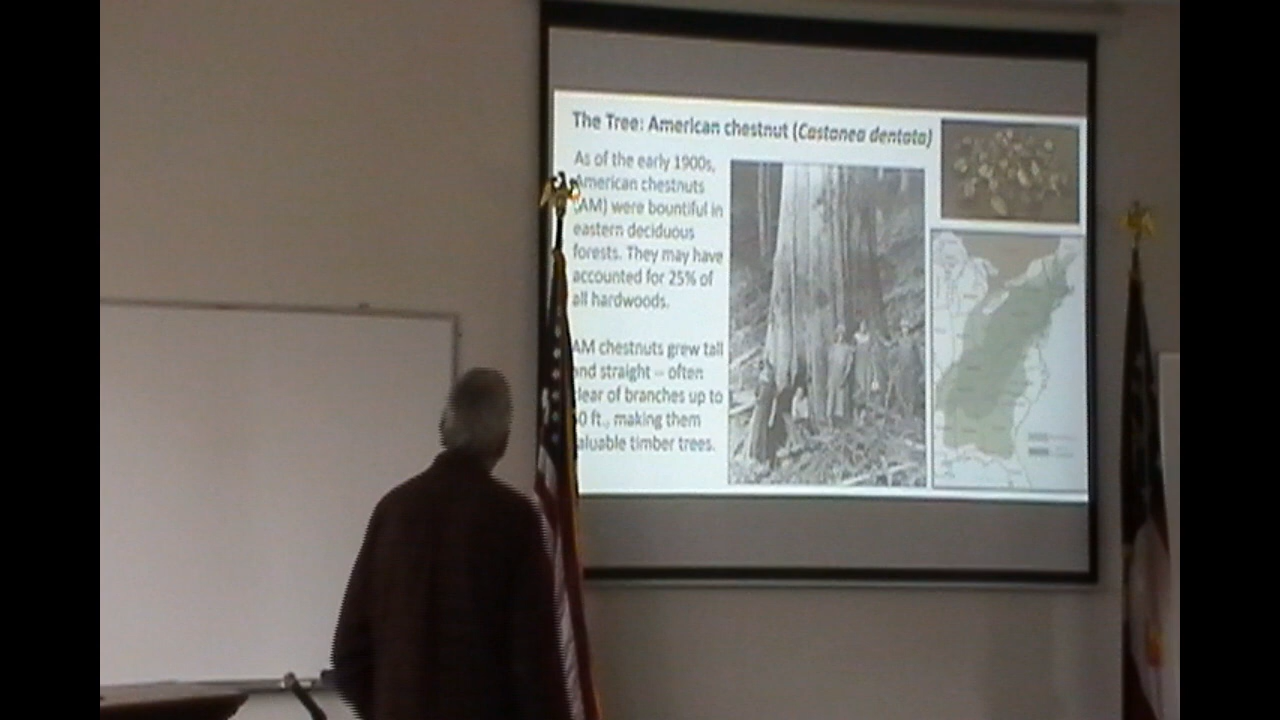 The Tree: American chestnut (Castanea dentata)
As of the early 1900s,
American chestnuts
(AM) were bountiful in
eastern deciduous
forests. They may have
accounted for 25% of
all hardwoods.
AM chestnuts grew tall
and straight – often
clear of branches up to
0 ft., making them
aluable timber trees.